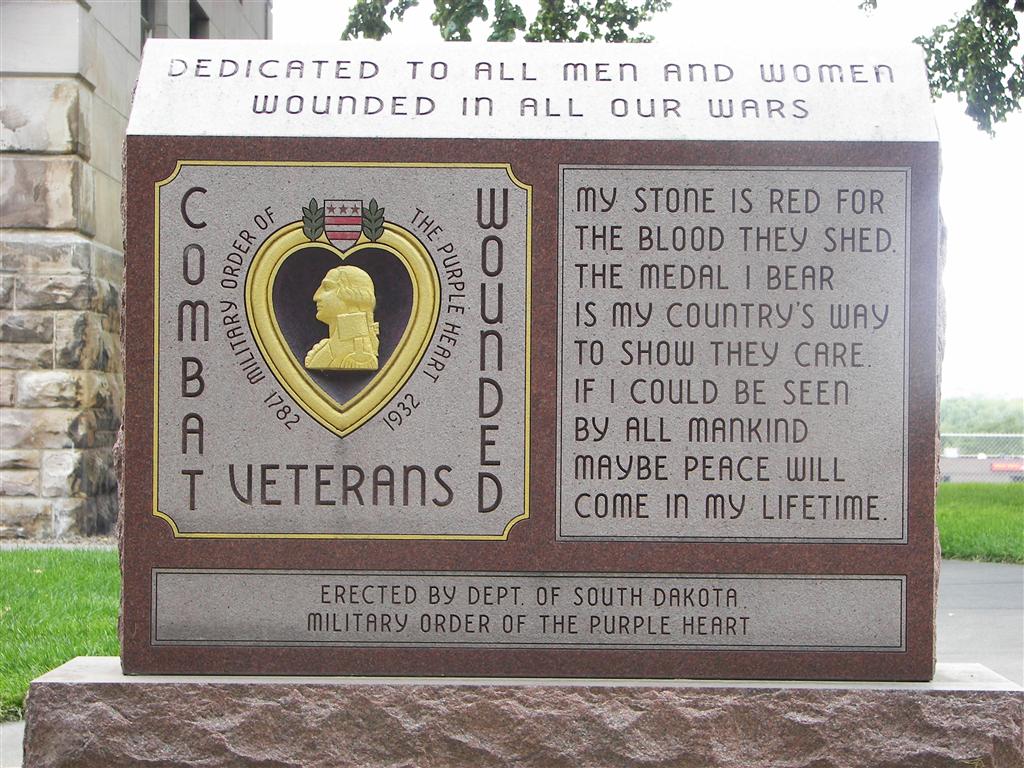 DEDICATED TO ALL MEN AND WOMEN
WOUNDED IN ALL OUR WARS
COMBAT
WOUNDED
VETERANS
MILITARY ORDER OF
THE PURPLE HEART
1782
1932
MY STONE IS RED FOR
THE BLOOD THEY SHED.
THE MEDAL I BEAR
IS MY COUNTRY'S WAY
TO SHOW THEY CARE.
IF I COULD BE SEEN
BY ALL MANKIND
MAYBE PEACE WILL
COME IN MY LIFETIME.
ERECTED BY DEPT. OF SOUTH DAKOTA
MILITARY ORDER OF THE PURPLE HEART